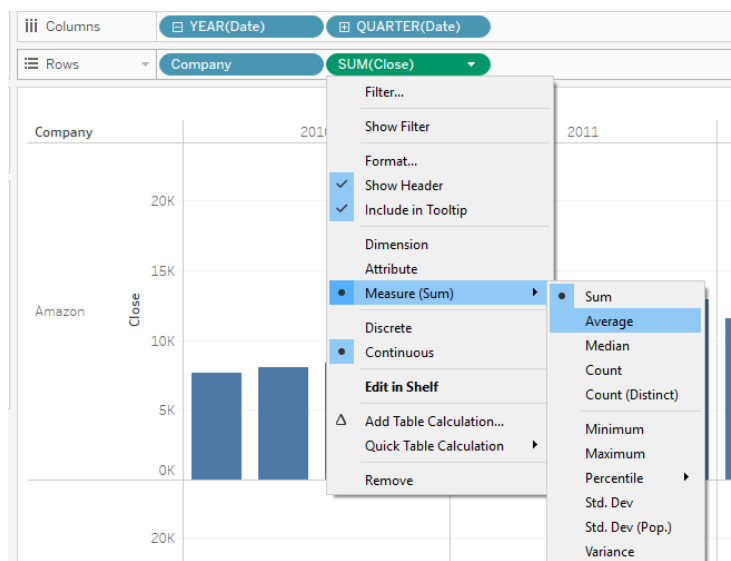 Columns
YEAR(Date)
QUARTER(Date)
Rows
Company
SUM(Close)
Filter...
Show Filter
Format...
Show Header
Include in Tooltip
Dimension
Attribute
Measure (Sum)
Discrete
Continuous
Edit in Shelf
Add Table Calculation...
Quick Table Calculation
Remove
Sum
Average
Median
Count
Count (Distinct)
Minimum
Maximum
Percentile
Std. Dev
Std. Dev (Pop.)
Variance
Company
2011
Amazon
Close
20K
15K
10K
5K
0K
20K